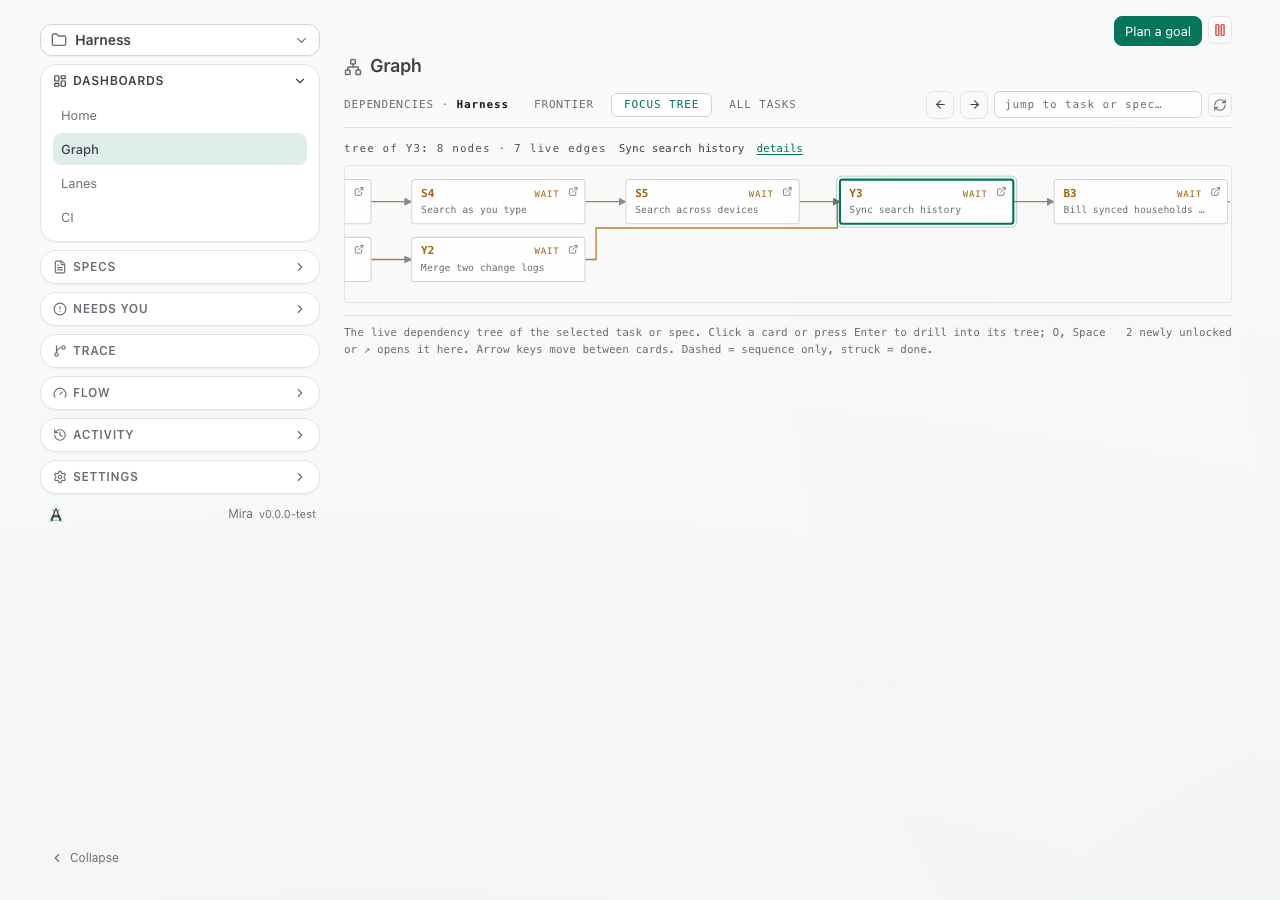 Harness
DASHBOARDS
Home
Graph
Lanes
CI
SPECS
NEEDS YOU
TRACE
FLOW
ACTIVITY
SETTINGS
Mira v0.0.0-test
Collapse
Plan a goal
Graph
DEPENDENCIES · Harness FRONTIER FOCUS TREE ALL TASKS jump to task or spec…
tree of Y3: 8 nodes · 7 live edges Sync search history details
S4 WAIT
Search as you type
S5 WAIT
Search across devices
Y3 WAIT
Sync search history
B3 WAIT
Bill synced households …
Y2 WAIT
Merge two change logs
The live dependency tree of the selected task or spec. Click a card or press Enter to drill into its tree; O, Space
or ↗ opens it here. Arrow keys move between cards. Dashed = sequence only, struck = done.
2 newly unlocked